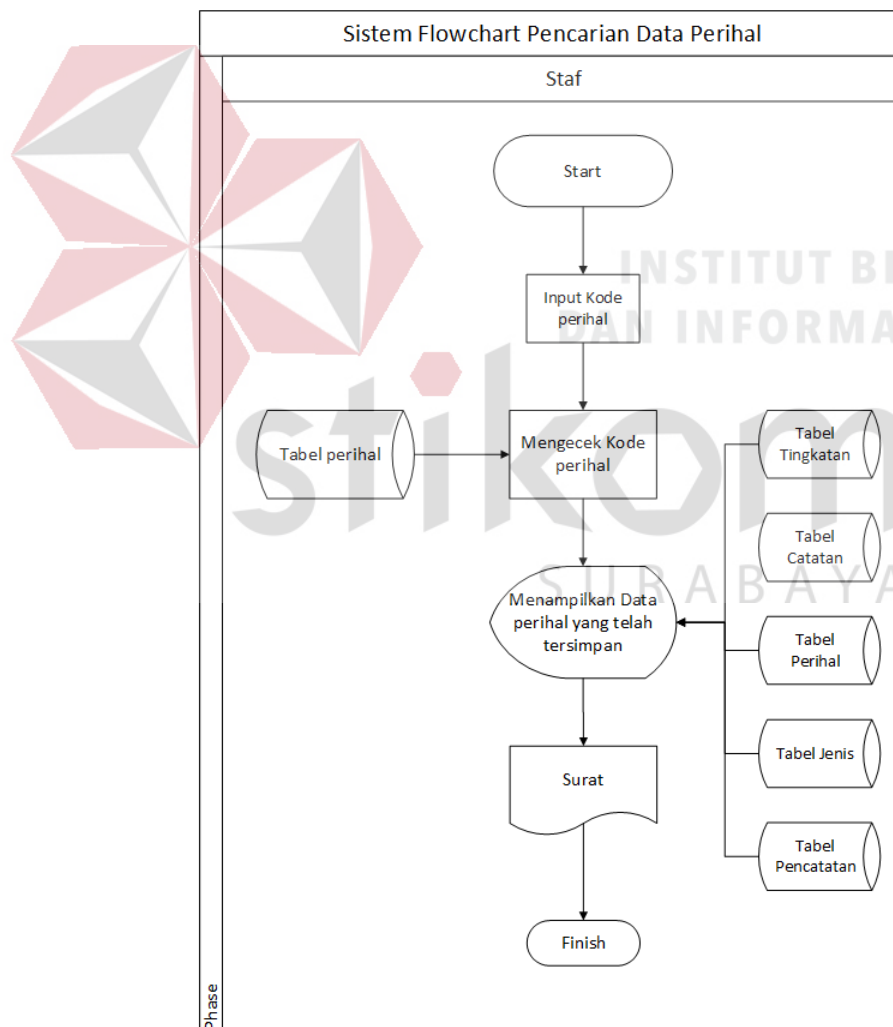 Sistem Flowchart Pencarian Data Perihal
Staf
Start
INSTITUT BI
DAN INFORMA
Input Kode
perihal
stikom
SURABAYA
Tabel perihal
Mengecek Kode
perihal
Tabel
Tingkatan
Tabel
Catatan
Menampilkan Data
perihal yang telah
tersimpan
Tabel
Perihal
Surat
Tabel Jenis
Tabel
Pencatatan
Finish
Phase